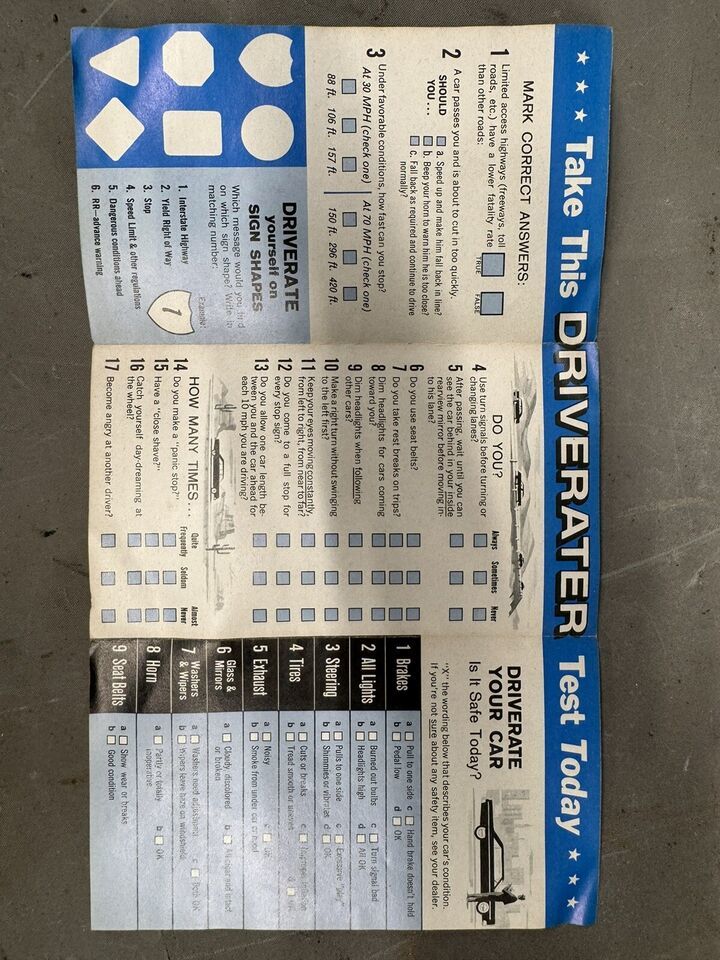 ★ ★ ★ Take This DRIVERATER Test Today ★ ★ ★
MARK CORRECT ANSWERS:
1 Limited access highways (freeways, toll
roads, etc.) have a lower fatality rate
than other roads:
TRUE FALSE
2 A car passes you and is about to cut in too quickly.
SHOULD
YOU ...
a. Speed up and make him fall back in line?
b. Beep your horn to warn him he is too close?
c. Fall back as required and continue to drive
normally?
3 Under favorable conditions, how fast can you stop?
At 30 MPH (check one) At 70 MPH (check one)
88 ft. 106 ft. 157 ft. 150 ft. 296 ft. 420 ft.
DRIVERATE
yourself on
SIGN SHAPES
Which message would you find
on which sign shape? Write in
matching number.
Example:
1
1. Interstate Highway
2. Yield Right of Way
3. Stop
4. Speed Limit & other regulations
5. Dangerous conditions ahead
6. RR—advance warning
DO YOU?
Always Sometimes Never
4 Use turn signals before turning or
changing lanes?
5 After passing, wait until you can
see the car behind in your inside
rearview mirror before moving in-
to his lane?
6 Do you use seat belts?
7 Do you take rest breaks on trips?
8 Dim headlights for cars coming
toward you?
9 Dim headlights when following
other cars?
10 Make a right turn without swinging
to the left first?
11 Keep your eyes moving constantly,
from left to right, from near to far?
12 Do you come to a full stop for
every stop sign?
13 Do you allow one car length be-
tween you and the car ahead for
each 10 mph you are driving?
HOW MANY TIMES ...
Quite Frequently Seldom Almost Never
14 Do you make a "panic stop?"
15 Have a "close shave?"
16 Catch yourself day-dreaming at
the wheel?
17 Become angry at another driver?
DRIVERATE
YOUR CAR
Is It Safe Today?
"X" the wording below that describes your car's condition.
If you're not sure about any safety item, see your dealer.
1 Brakes
a Pull to one side c Hand brake doesn't hold
b Pedal low d OK
2 All Lights
a Burned out bulbs c Turn signal bad
b Headlights high d All OK
3 Steering
a Pulls to one side c Excessive "play"
b Shimmies or vibrates d OK
4 Tires
a Cuts or breaks c
b Tread smooth or uneven d OK
5 Exhaust
a Noisy c
b Smoke from under car or hood
6 Glass &
Mirrors
a Cloudy, discolored
or broken
b
7 Washers
& Wipers
a Washers need adjustment c Both OK
b Wipers leave haze on windshield
8 Horn
a Partly or totally
inoperative
b OK
9 Seat Belts
a Show wear or breaks
b Good condition